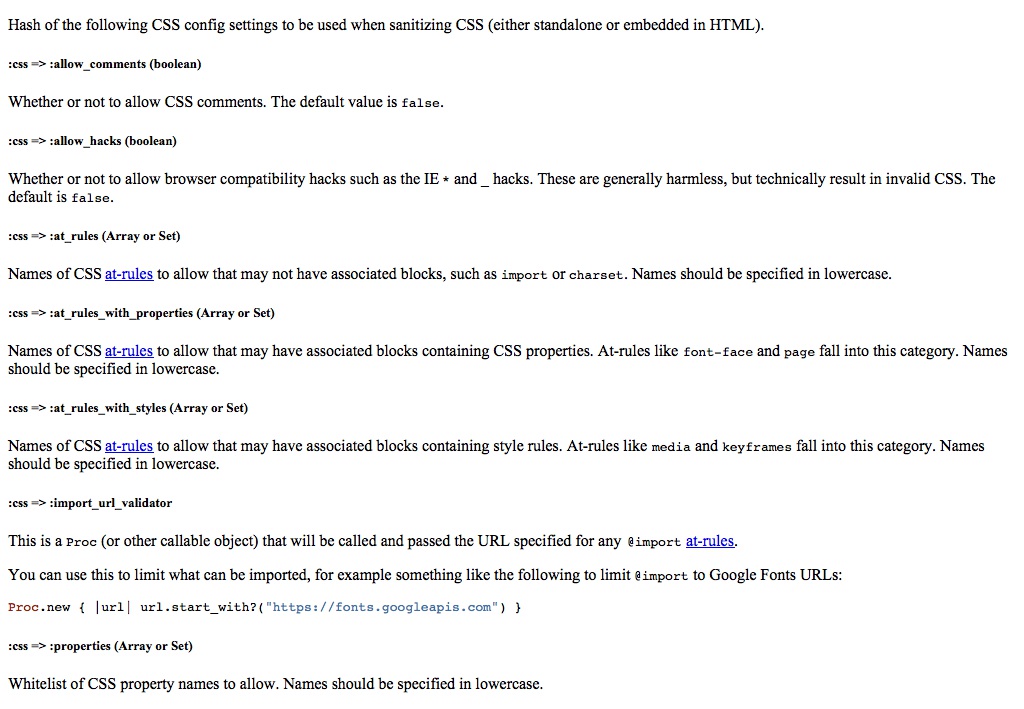 Hash of the following CSS config settings to be used when sanitizing CSS (either standalone or embedded in HTML).
:css => :allow_comments (boolean)
Whether or not to allow CSS comments. The default value is false.
:css => :allow_hacks (boolean)
Whether or not to allow browser compatibility hacks such as the IE * and _ hacks. These are generally harmless, but technically result in invalid CSS. The
default is false.
:css => :at_rules (Array or Set)
Names of CSS at-rules to allow that may not have associated blocks, such as import or charset. Names should be specified in lowercase.
:css => :at_rules_with_properties (Array or Set)
Names of CSS at-rules to allow that may have associated blocks containing CSS properties. At-rules like font-face and page fall into this category. Names
should be specified in lowercase.
:css => :at_rules_with_styles (Array or Set)
Names of CSS at-rules to allow that may have associated blocks containing style rules. At-rules like media and keyframes fall into this category. Names
should be specified in lowercase.
:css => :import_url_validator
This is a Proc (or other callable object) that will be called and passed the URL specified for any @import at-rules.
You can use this to limit what can be imported, for example something like the following to limit @import to Google Fonts URLs:
Proc.new { |url| url.start_with?("https://fonts.googleapis.com") }
:css => :properties (Array or Set)
Whitelist of CSS property names to allow. Names should be specified in lowercase.